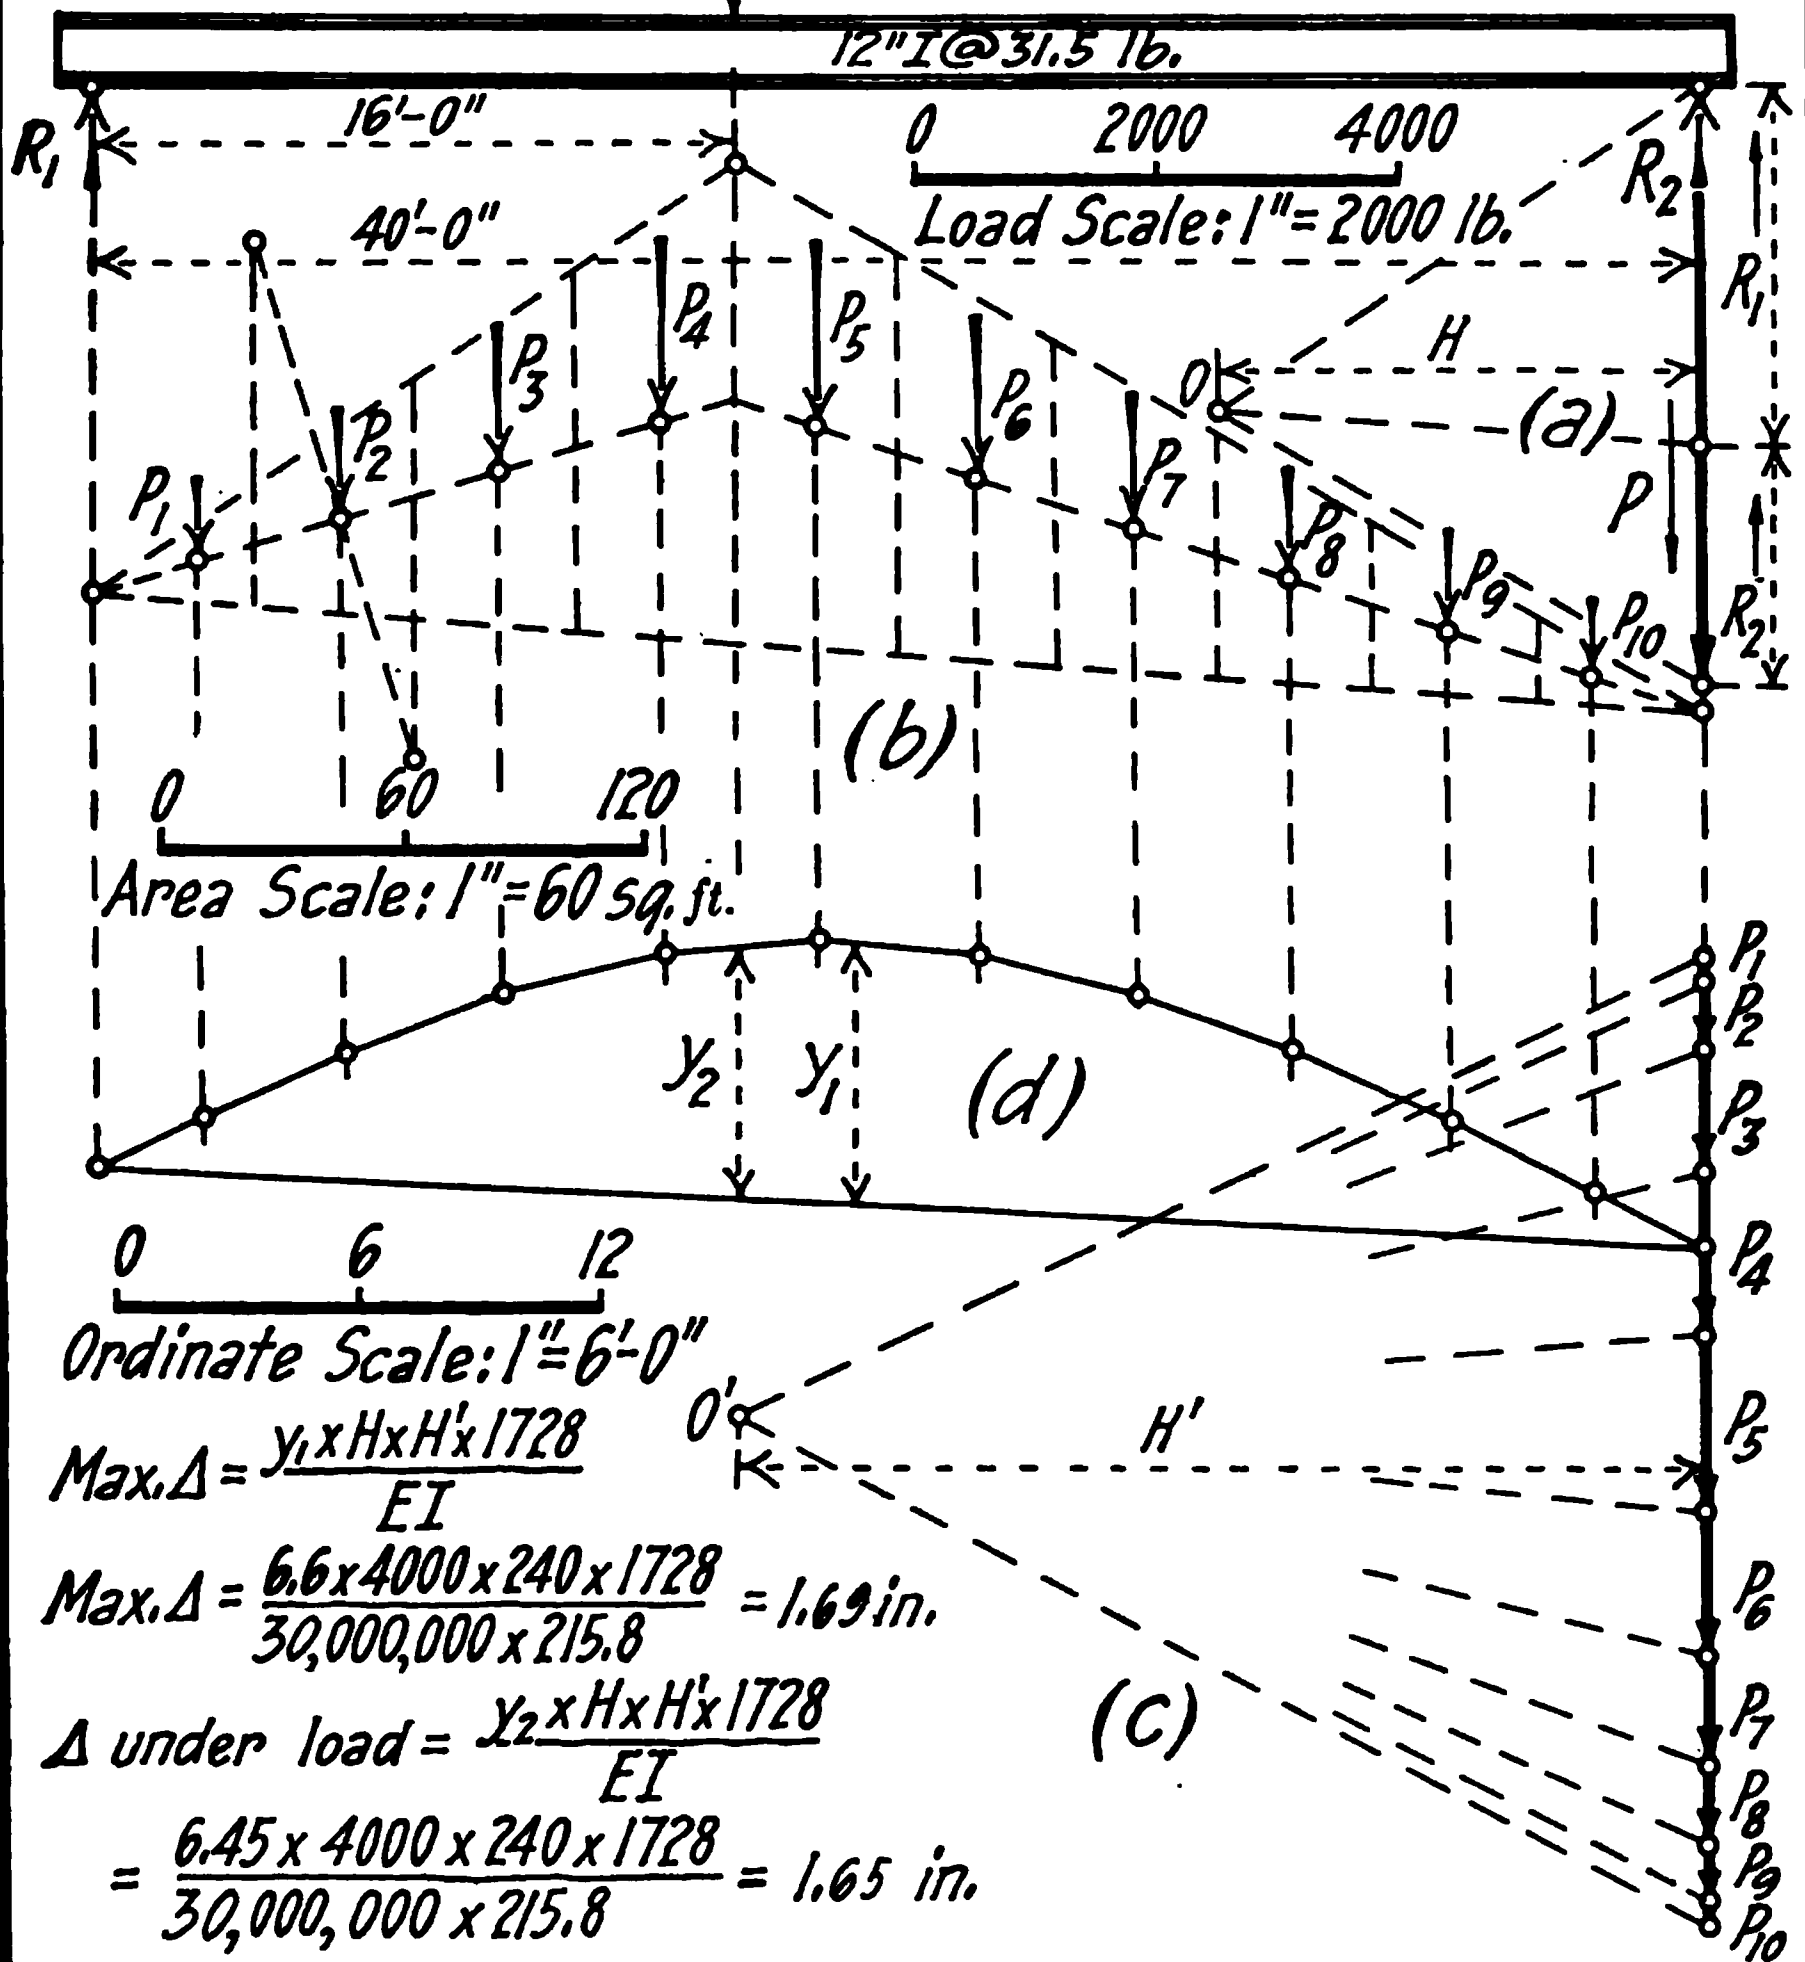 12" I @ 31.5 lb.
16'-0"
0 2000 4000
R1
R2
Load Scale: 1" = 2000 lb.
40'-0"
R1
P4
P5
H
P3
O
(a)
P6
P2
P7
P
P1
P8
P9
P10
R2
(b)
0 60 120
Area Scale: 1" = 60 sq. ft.
P1
P2
y2
y1
(d)
P3
0 6 12
P4
Ordinate Scale: 1" = 6'-0"
O'
H'
P5
Max. Δ = y1 x H x H' x 1728
EI
Max. Δ = 6.6 x 4000 x 240 x 1728 = 1.69 in.
30,000,000 x 215.8
P6
Δ under load = y2 x H x H' x 1728
EI
(c)
P7
P8
= 6.45 x 4000 x 240 x 1728 = 1.65 in.
30,000,000 x 215.8
P9
P10